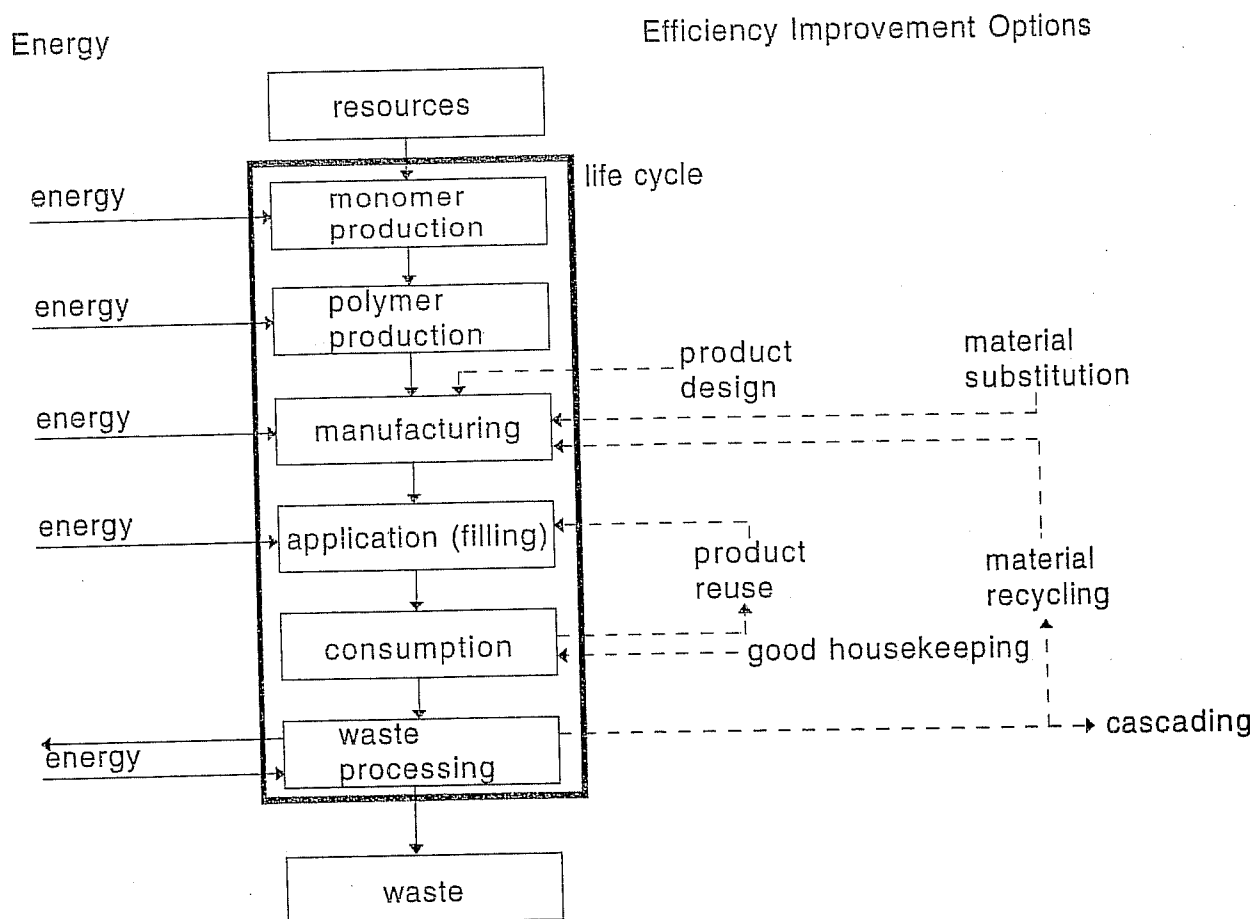 Energy
Efficiency Improvement Options
resources
life cycle
energy
monomer
production
energy
polymer
production
product
design
material
substitution
energy
manufacturing
energy
application (filling)
product
reuse
material
recycling
consumption
good housekeeping
energy
waste
processing
cascading
waste